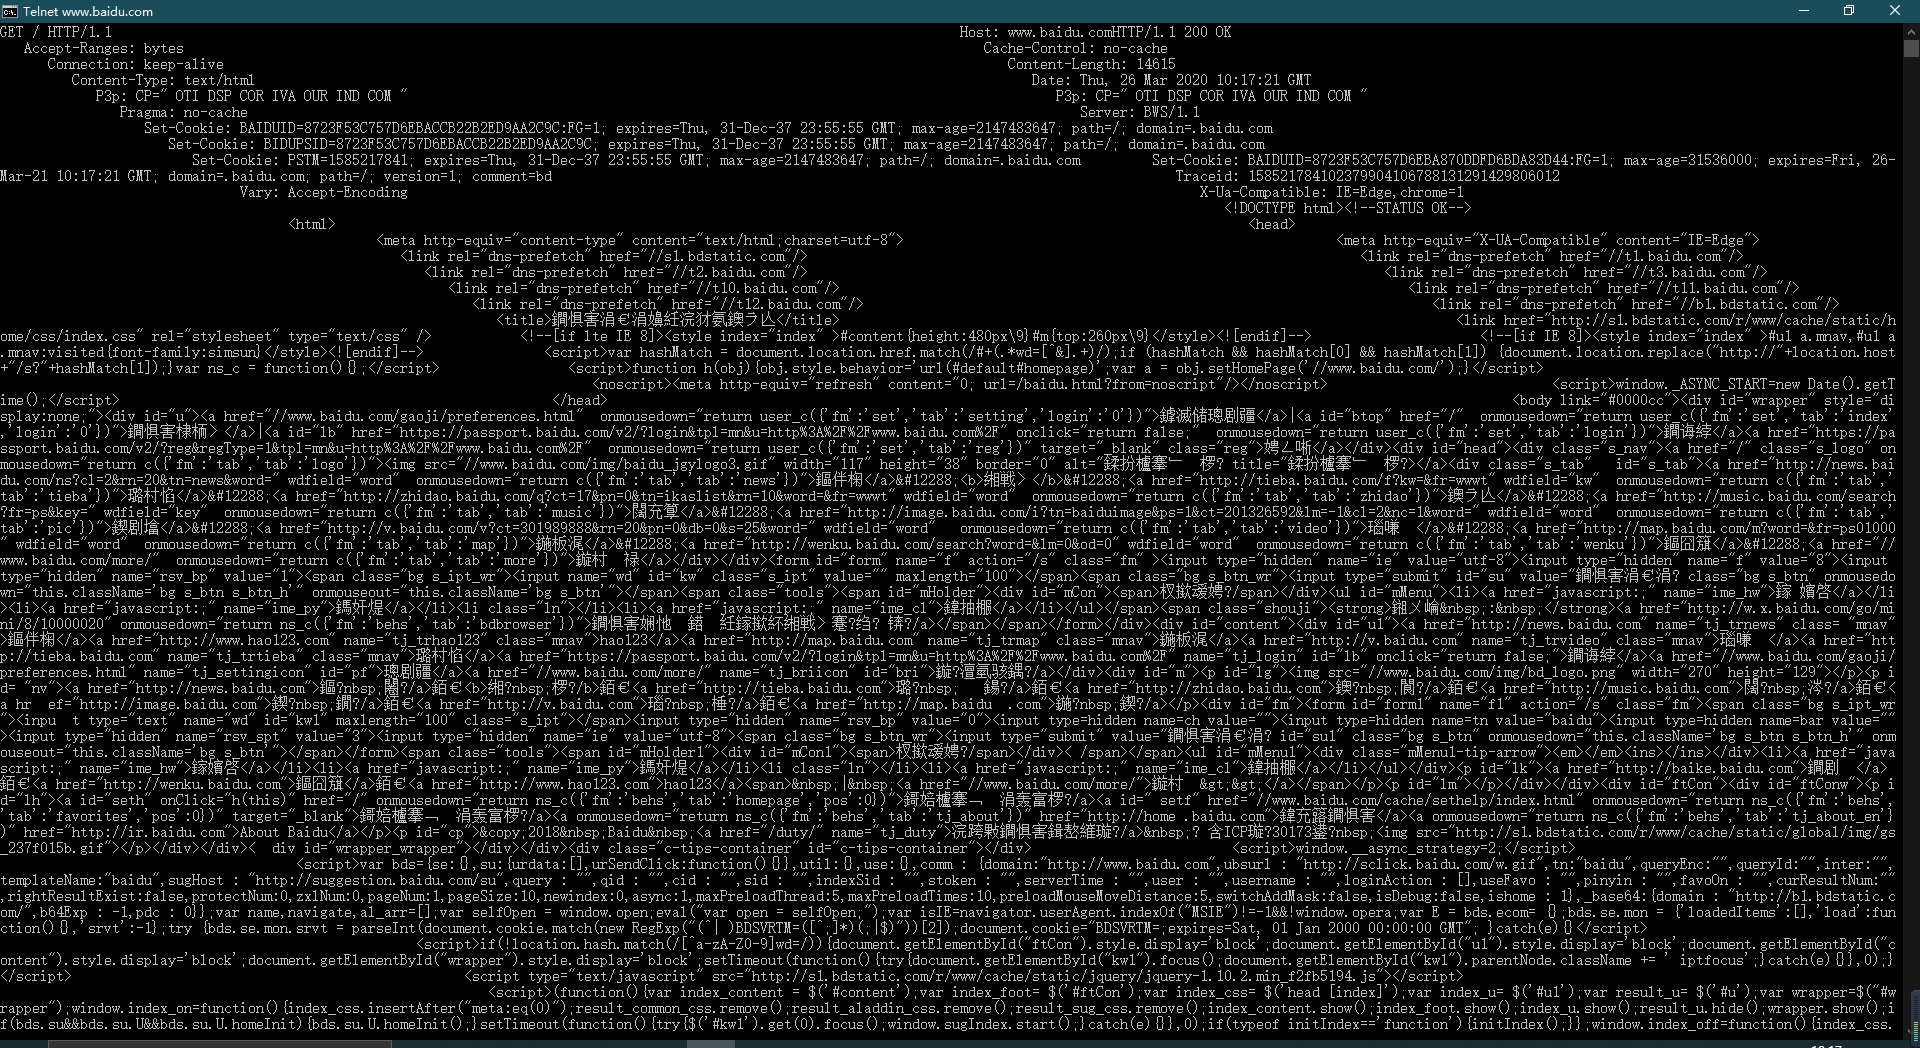 Telnet www.baidu.com
GET / HTTP/1.1 Host: www.baidu.comHTTP/1.1 200 OK
Accept-Ranges: bytes Cache-Control: no-cache
Connection: keep-alive Content-Length: 14615
Content-Type: text/html Date: Thu, 26 Mar 2020 10:17:21 GMT
P3p: CP=" OTI DSP COR IVA OUR IND COM " P3p: CP=" OTI DSP COR IVA OUR IND COM "
Pragma: no-cache Server: BWS/1.1
Set-Cookie: BAIDUID=8723F53C757D6EBACCB22B2ED9AA2C9C:FG=1; expires=Thu, 31-Dec-37 23:55:55 GMT; max-age=2147483647; path=/; domain=.baidu.com
Set-Cookie: BIDUPSID=8723F53C757D6EBACCB22B2ED9AA2C9C; expires=Thu, 31-Dec-37 23:55:55 GMT; max-age=2147483647; path=/; domain=.baidu.com
Set-Cookie: PSTM=1585217841; expires=Thu, 31-Dec-37 23:55:55 GMT; max-age=2147483647; path=/; domain=.baidu.com Set-Cookie: BAIDUID=8723F53C757D6EBA870DDFD6BDA83D44:FG=1; max-age=31536000; expires=Fri, 26-
Mar-21 10:17:21 GMT; domain=.baidu.com; path=/; version=1; comment=bd Traceid: 158521784102379904106788131291429806012
Vary: Accept-Encoding X-Ua-Compatible: IE=Edge,chrome=1
<!DOCTYPE html><!--STATUS OK-->
<html> <head>
<meta http-equiv="content-type" content="text/html;charset=utf-8"> <meta http-equiv="X-UA-Compatible" content="IE=Edge">
<link rel="dns-prefetch" href="//s1.bdstatic.com"/> <link rel="dns-prefetch" href="//t1.baidu.com"/>
<link rel="dns-prefetch" href="//t2.baidu.com"/> <link rel="dns-prefetch" href="//t3.baidu.com"/>
<link rel="dns-prefetch" href="//t10.baidu.com"/> <link rel="dns-prefetch" href="//t11.baidu.com"/>
<link rel="dns-prefetch" href="//t12.baidu.com"/> <link rel="dns-prefetch" href="//b1.bdstatic.com"/>
<title></title> <link href="http://s1.bdstatic.com/r/www/cache/static/h
ome/css/index.css" rel="stylesheet" type="text/css" /> <!--[if lte IE 8]><style index="index" >#content{height:480px\9}#m{top:260px\9}</style><![endif]--> <!--[if IE 8]><style index="index" >#u1 a.mnav,#u1 a
.mnav:visited{font-family:simsun}</style><![endif]--> <script>var hashMatch = document.location.href.match(/#+(.*wd=[^&].+)/);if (hashMatch && hashMatch[0] && hashMatch[1]) {document.location.replace("http://"+location.host
+"/s?"+hashMatch[1]);}var ns_c = function(){};</script> <script>function h(obj){obj.style.behavior='url(#default#homepage)';var a = obj.setHomePage('//www.baidu.com/');}</script>
<noscript><meta http-equiv="refresh" content="0; url=/baidu.html?from=noscript"/></noscript> <script>window._ASYNC_START=new Date().getT
ime();</script> </head> <body link="#0000cc"><div id="wrapper" style="di
splay:none;"><div id="u"><a href="//www.baidu.com/gaoji/preferences.html" onmousedown="return user_c({'fm':'set','tab':'setting','login':'0'})"></a>|<a id="btop" href="/" onmousedown="return user_c({'fm':'set','tab':'index'
,'login':'0'})"></a>|<a id="lb" href="https://passport.baidu.com/v2/?login&tpl=mn&u=http%3A%2F%2Fwww.baidu.com%2F" onclick="return false;" onmousedown="return user_c({'fm':'set','tab':'login'})"></a><a href="https://pa
ssport.baidu.com/v2/?reg&regType=1&tpl=mn&u=http%3A%2F%2Fwww.baidu.com%2F" onmousedown="return user_c({'fm':'set','tab':'reg'})" target="_blank" class="reg"></a></div><div id="head"><div class="s_nav"><a href="/" class="s_logo" on
mousedown="return c({'fm':'tab','tab':'logo'})"><img src="//www.baidu.com/img/baidu_jgylogo3.gif" width="117" height="38" border="0" alt=" title="></a><div class="s_tab" id="s_tab"><a href="http://news.bai
du.com/ns?cl=2&rn=20&tn=news&word=" wdfield="word" onmousedown="return c({'fm':'tab','tab':'news'})"></a>&#12288;<b></b>&#12288;<a href="http://tieba.baidu.com/f?kw=&fr=wwwt" wdfield="kw" onmousedown="return c({'fm':'tab','
tab':'tieba'})"></a>&#12288;<a href="http://zhidao.baidu.com/q?ct=17&pn=0&tn=ikaslist&rn=10&word=&fr=wwwt" wdfield="word" onmousedown="return c({'fm':'tab','tab':'zhidao'})"></a>&#12288;<a href="http://music.baidu.com/search
?fr=ps&key=" wdfield="key" onmousedown="return c({'fm':'tab','tab':'music'})"></a>&#12288;<a href="http://image.baidu.com/i?tn=baiduimage&ps=1&ct=201326592&lm=-1&cl=2&nc=1&word=" wdfield="word" onmousedown="return c({'fm':'tab','
tab':'pic'})"></a>&#12288;<a href="http://v.baidu.com/v?ct=301989888&rn=20&pn=0&db=0&s=25&word=" wdfield="word" onmousedown="return c({'fm':'tab','tab':'video'})"></a>&#12288;<a href="http://map.baidu.com/m?word=&fr=ps01000
" wdfield="word" onmousedown="return c({'fm':'tab','tab':'map'})"></a>&#12288;<a href="http://wenku.baidu.com/search?word=&lm=0&od=0" wdfield="word" onmousedown="return c({'fm':'tab','tab':'wenku'})"></a>&#12288;<a href="//
www.baidu.com/more/" onmousedown="return c({'fm':'tab','tab':'more'})"></a></div></div><form id="form" name="f" action="/s" class="fm" ><input type="hidden" name="ie" value="utf-8"><input type="hidden" name="f" value="8"><input
type="hidden" name="rsv_bp" value="1"><span class="bg s_ipt_wr"><input name="wd" id="kw" class="s_ipt" value="" maxlength="100"></span><span class="bg s_btn_wr"><input type="submit" id="su" value=" class="bg s_btn" onmousedo
wn="this.className='bg s_btn s_btn_h'" onmouseout="this.className='bg s_btn'"></span><span class="tools"><span id="mHolder"><div id="mCon"><span></span></div><ul id="mMenu"><li><a href="javascript:;" name="ime_hw"></a></li
><li><a href="javascript:;" name="ime_py"></a></li><li class="ln"></li><li><a href="javascript:;" name="ime_cl"></a></li></ul></span></span><span class="shouji"><strong>&nbsp;:&nbsp;</strong><a href="http://w.x.baidu.com/go/mi
ni/8/10000020" onmousedown="return ns_c({'fm':'behs','tab':'bdbrowser'})"></a></span></span></form></div><div id="content"><div id="u1"><a href="http://news.baidu.com" name="tj_trnews" class="mnav">
</a><a href="http://www.hao123.com" name="tj_trhao123" class="mnav">hao123</a><a href="http://map.baidu.com" name="tj_trmap" class="mnav"></a><a href="http://v.baidu.com" name="tj_trvideo" class="mnav"></a><a href="htt
p://tieba.baidu.com" name="tj_trtieba" class="mnav"></a><a href="https://passport.baidu.com/v2/?login&tpl=mn&u=http%3A%2F%2Fwww.baidu.com%2F" name="tj_login" id="lb" onclick="return false;"></a><a href="//www.baidu.com/gaoji/
preferences.html" name="tj_settingicon" id="pf"></a><a href="//www.baidu.com/more/" name="tj_briicon" id="bri"></a></div><div id="m"><p id="lg"><img src="//www.baidu.com/img/bd_logo.png" width="270" height="129"></p><p i
d="nv"><a href="http://news.baidu.com">?nbsp;</a><b>?nbsp;</b><a href="http://tieba.baidu.com">?nbsp;</a><a href="http://zhidao.baidu.com">?nbsp;</a><a href="http://music.baidu.com">?nbsp;</a><
a hr ef="http://image.baidu.com">?nbsp;</a><a href="http://v.baidu.com">?nbsp;</a><a href="http://map.baidu .com">?nbsp;</a></p><div id="fm"><form id="form1" name="f1" action="/s" class="fm"><span class="bg s_ipt_wr
"><inpu t type="text" name="wd" id="kw1" maxlength="100" class="s_ipt"></span><input type="hidden" name="rsv_bp" value="0"><input type=hidden name=ch value=""><input type=hidden name=tn value="baidu"><input type=hidden name=bar value=""
><input type="hidden" name="rsv_spt" value="3"><input type="hidden" name="ie" value="utf-8"><span class="bg s_btn_wr"><input type="submit" value=" id="su1" class="bg s_btn" onmousedown="this.className='bg s_btn s_btn_h'" onm
ouseout="this.className='bg s_btn'"></span></form><span class="tools"><span id="mHolder1"><div id="mCon1"><span></span></div>< /span></span><ul id="mMenu1"><div class="mMenu1-tip-arrow"><em></em><ins></ins></div><li><a href="java
script:;" name="ime_hw"></a></li><li><a href="javascript:;" name="ime_py"></a></li><li class="ln"></li><li><a href="javascript:;" name="ime_cl"></a></li></ul></div><p id="lk"><a href="http://baike.baidu.com"></a>
<a href="http://wenku.baidu.com"></a><a href="http://www.hao123.com">hao123</a><span>&nbsp;|&nbsp;<a href="//www.baidu.com/more/">&gt;&gt;</a></span></p><p id="lm"></p></div></div><div id="ftCon"><div id="ftConw"><p i
d="lh"><a id="seth" onClick="h(this)" href="/" onmousedown="return ns_c({'fm':'behs','tab':'homepage','pos':0})"></a><a id=" setf" href="//www.baidu.com/cache/sethelp/index.html" onmousedown="return ns_c({'fm':'behs',
'tab':'favorites','pos':0})" target="_blank"></a><a onmousedown="return ns_c({'fm':'behs','tab':'tj_about'})" href="http://home .baidu.com"></a><a onmousedown="return ns_c({'fm':'behs','tab':'tj_about_en'}
)" href="http://ir.baidu.com">About Baidu</a></p><p id="cp">&copy;2018&nbsp;Baidu&nbsp;<a href="/duty/" name="tj_duty"></a>&nbsp;ICP?30173&nbsp;<img src="http://s1.bdstatic.com/r/www/cache/static/global/img/gs
_237f015b.gif"></p></div></div>< div id="wrapper_wrapper"></div><div class="c-tips-container" id="c-tips-container"></div> <script>window.__async_strategy=2;</script>
<script>var bds={se:{},su:{urdata:[],urSendClick:function(){}},util:{},use:{},comm : {domain:"http://www.baidu.com",ubsurl : "http://sclick.baidu.com/w.gif",tn:"baidu",queryEnc:"",queryId:"",inter:"",
templateName:"baidu",sugHost : "http://suggestion.baidu.com/su",query : "",qid : "",cid : "",sid : "",indexSid : "",stoken : "",serverTime : "",user : "",username : "",loginAction : [],useFavo : "",pinyin : "",favoOn : "",curResultNum:""
,rightResultExist:false,protectNum:0,zxlNum:0,pageNum:1,pageSize:10,newindex:0,async:1,maxPreloadThread:5,maxPreloadTimes:10,preloadMouseMoveDistance:5,switchAddMask:false,isDebug:false,ishome : 1},_base64:{domain : "http://b1.bdstatic.c
om/",b64Exp : -1,pdc : 0}};var name,navigate,al_arr=[];var selfOpen = window.open;eval("var open = selfOpen;");var isIE=navigator.userAgent.indexOf("MSIE")!=-1&&!window.opera;var E = bds.ecom= {};bds.se.mon = {'loadedItems':[],'load':fun
ction(){},'srvt':-1};try {bds.se.mon.srvt = parseInt(document.cookie.match(new RegExp("(^| )BDSVRTM=([^;]*)(;|$)"))[2]);document.cookie="BDSVRTM=;expires=Sat, 01 Jan 2000 00:00:00 GMT"; }catch(e){}</script>
<script>if(!location.hash.match(/[^a-zA-Z0-9]wd=/)){document.getElementById("ftCon").style.display='block';document.getElementById("u1").style.display='block';document.getElementById("c
ontent").style.display='block';document.getElementById("wrapper").style.display='block';setTimeout(function(){try{document.getElementById("kw1").focus();document.getElementById("kw1").parentNode.className += ' iptfocus';}catch(e){}},0);}
</script> <script type="text/javascript" src="http://s1.bdstatic.com/r/www/cache/static/jquery/jquery-1.10.2.min_f2fb5194.js"></script>
<script>(function(){var index_content = $('#content');var index_foot= $('#ftCon');var index_css= $('head [index]');var index_u= $('#u1');var result_u= $('#u');var wrapper=$("#w
rapper");window.index_on=function(){index_css.insertAfter("meta:eq(0)");result_common_css.remove();result_aladdin_css.remove();result_sug_css.remove();index_content.show();index_foot.show();index_u.show();result_u.hide();wrapper.show();i
f(bds.su&&bds.su.U&&bds.su.U.homeInit){bds.su.U.homeInit();}setTimeout(function(){try{$('#kw1').get(0).focus();window.sugIndex.start();}catch(e){}},0);if(typeof initIndex=='function'){initIndex();}};window.index_off=function(){index_css.